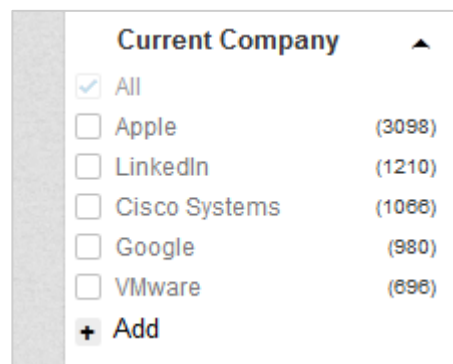 Current Company
All
Apple (3098)
LinkedIn (1210)
Cisco Systems (1066)
Google (980)
VMware (696)
+ Add